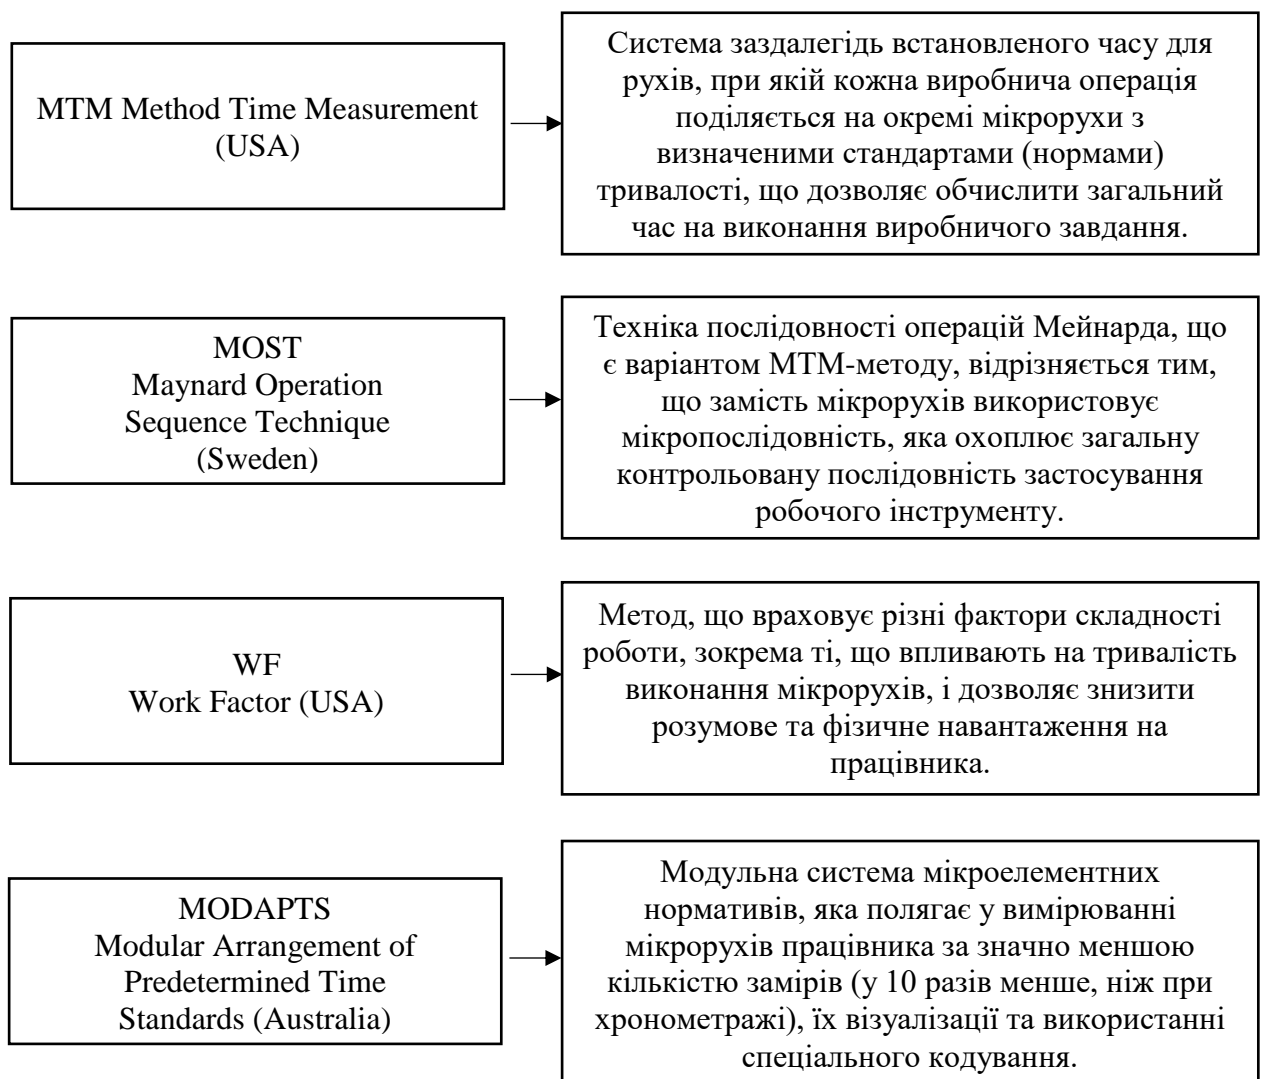 MTM Method Time Measurement
(USA)
Система заздалегідь встановленого часу для
рухів, при якій кожна виробнича операція
поділяється на окремі мікрорухи з
визначеними стандартами (нормами)
тривалості, що дозволяє обчислити загальний
час на виконання виробничого завдання.
MOST
Maynard Operation
Sequence Technique
(Sweden)
Техніка послідовності операцій Мейнарда, що
є варіантом МТМ-методу, відрізняється тим,
що замість мікрорухів використовує
мікропослідовність, яка охоплює загальну
контрольовану послідовність застосування
робочого інструменту.
WF
Work Factor (USA)
Метод, що враховує різні фактори складності
роботи, зокрема ті, що впливають на тривалість
виконання мікрорухів, і дозволяє знизити
розумове та фізичне навантаження на
працівника.
MODAPTS
Modular Arrangement of
Predetermined Time
Standards (Australia)
Модульна система мікроелементних
нормативів, яка полягає у вимірюванні
мікрорухів працівника за значно меншою
кількістю замірів (у 10 разів менше, ніж при
хронометражі), їх візуалізації та використанні
спеціального кодування.